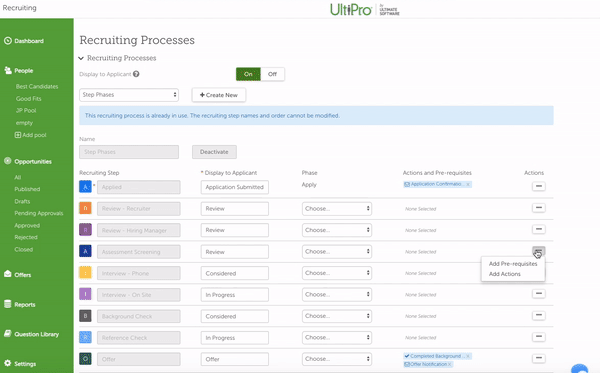 Recruiting
UltiPro by ULTIMATE SOFTWARE
Dashboard
People
Best Candidates
Good Fits
JP Pool
empty
Add pool
Opportunities
All
Published
Drafts
Pending Approvals
Approved
Rejected
Closed
Offers
Reports
Question Library
Settings
Recruiting Processes
Recruiting Processes
Display to Applicant ?
On Off
Step Phases
+ Create New
This recruiting process is already in use. The recruiting step names and order cannot be modified.
Name
Step Phases Deactivate
Recruiting Step * Display to Applicant Phase Actions and Pre-requisites Actions
A * Applied Application Submitted Apply Application Confirmatio... x
R Review - Recruiter Review Choose... None Selected
R Review - Hiring Manager Review Choose... None Selected
A Assessment Screening Review Choose... None Selected
Add Pre-requisites
Add Actions
I Interview - Phone Considered Choose... None Selected
I Interview - On Site In Progress Choose... None Selected
B Background Check Considered Choose... None Selected
R Reference Check In Progress Choose... None Selected
O Offer Offer Choose... Completed Background ... x
Offer Notification x